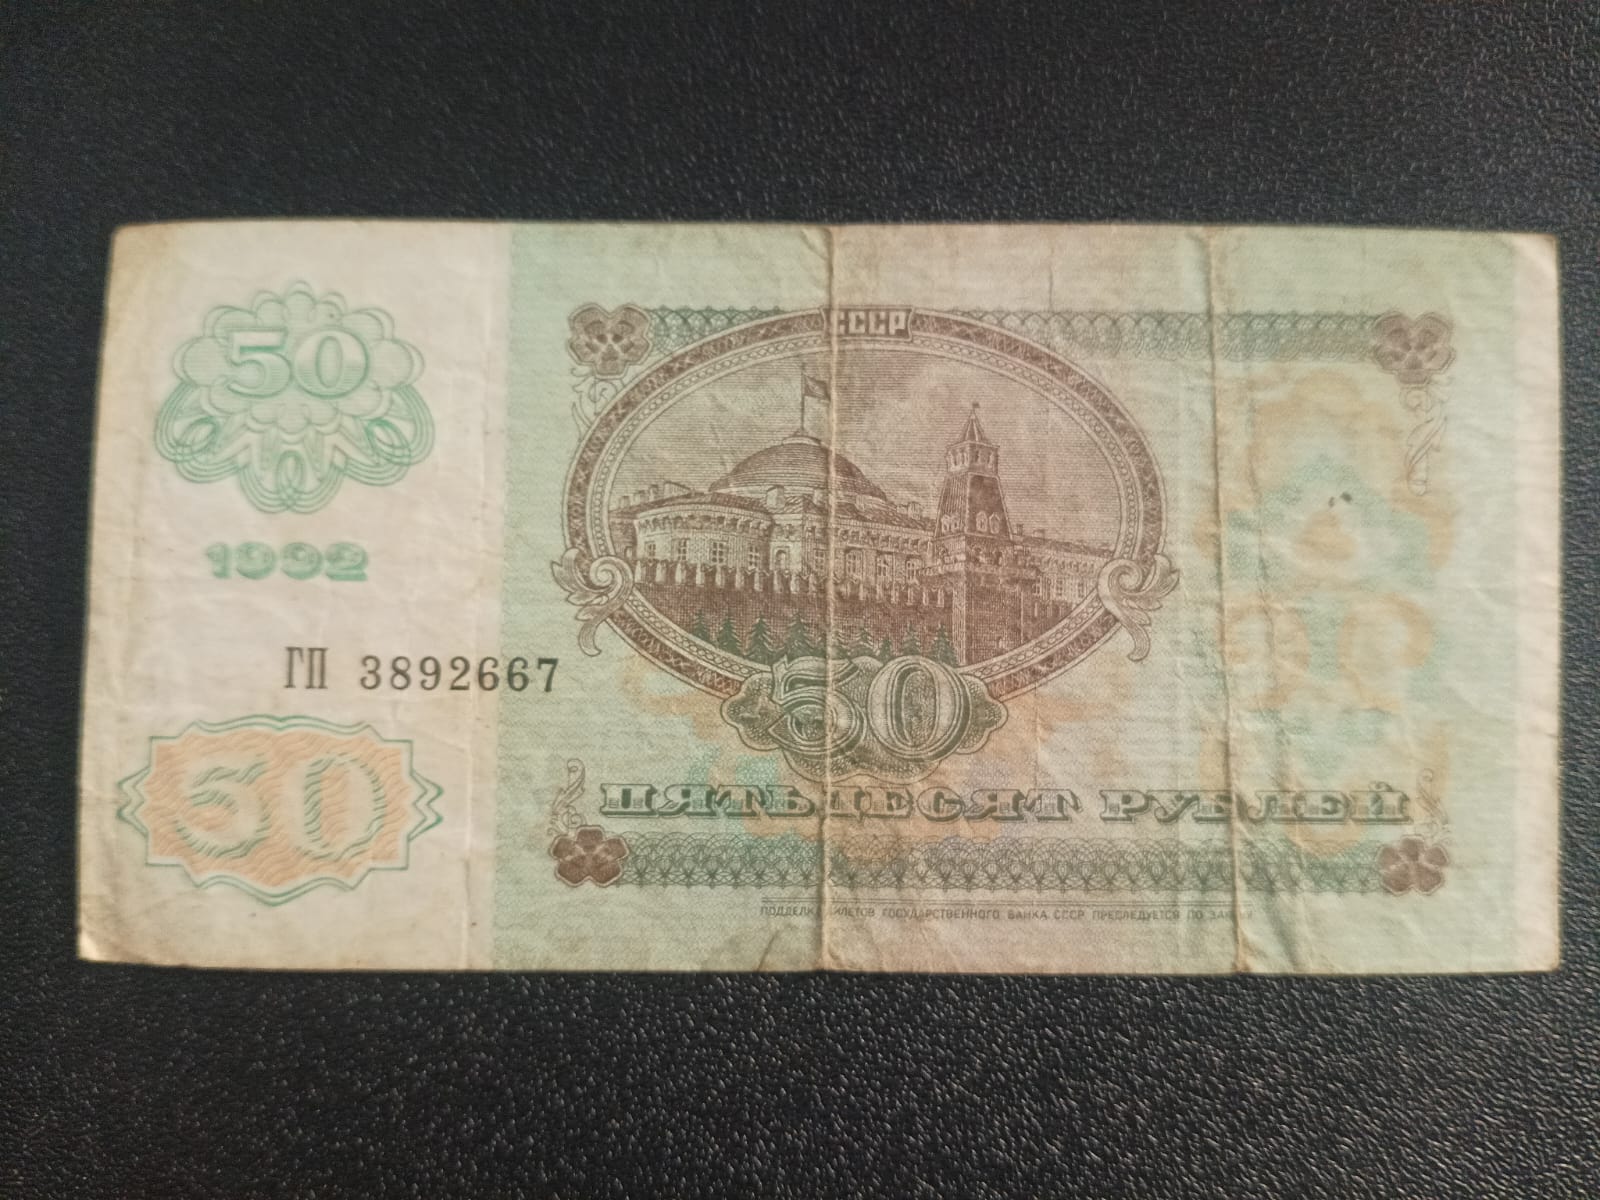 50
СССР
1992
ГП 3892667
50
50
ПЯТЬДЕСЯТ РУБЛЕЙ
ПОДДЕЛКА БИЛЕТОВ ГОСУДАРСТВЕННОГО БАНКА СССР ПРЕСЛЕДУЕТСЯ ПО ЗАКОНУ